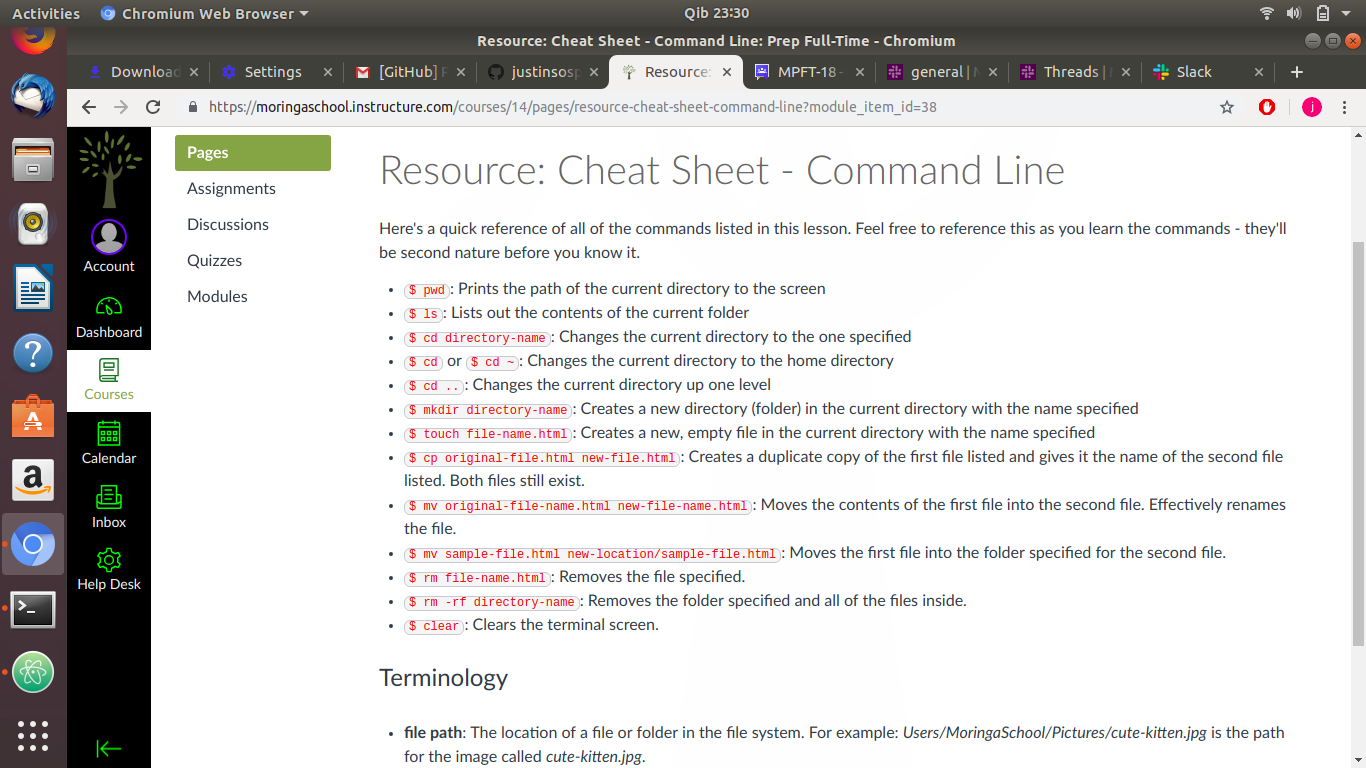 Activities Chromium Web Browser Qib 23:30
Resource: Cheat Sheet - Command Line: Prep Full-Time - Chromium
Download Settings [GitHub] justinsosp Resource: MPFT-18 - general | Threads | Slack
https://moringaschool.instructure.com/courses/14/pages/resource-cheat-sheet-command-line?module_item_id=38 j
Account
Dashboard
Courses
Calendar
Inbox
Help Desk
Pages
Assignments
Discussions
Quizzes
Modules
Resource: Cheat Sheet - Command Line
Here's a quick reference of all of the commands listed in this lesson. Feel free to reference this as you learn the commands - they'll
be second nature before you know it.
$ pwd: Prints the path of the current directory to the screen
$ ls: Lists out the contents of the current folder
$ cd directory-name: Changes the current directory to the one specified
$ cd or $ cd ~: Changes the current directory to the home directory
$ cd ..: Changes the current directory up one level
$ mkdir directory-name: Creates a new directory (folder) in the current directory with the name specified
$ touch file-name.html: Creates a new, empty file in the current directory with the name specified
$ cp original-file.html new-file.html: Creates a duplicate copy of the first file listed and gives it the name of the second file
listed. Both files still exist.
$ mv original-file-name.html new-file-name.html: Moves the contents of the first file into the second file. Effectively renames
the file.
$ mv sample-file.html new-location/sample-file.html: Moves the first file into the folder specified for the second file.
$ rm file-name.html: Removes the file specified.
$ rm -rf directory-name: Removes the folder specified and all of the files inside.
$ clear: Clears the terminal screen.
Terminology
file path: The location of a file or folder in the file system. For example: Users/MoringaSchool/Pictures/cute-kitten.jpg is the path
for the image called cute-kitten.jpg.